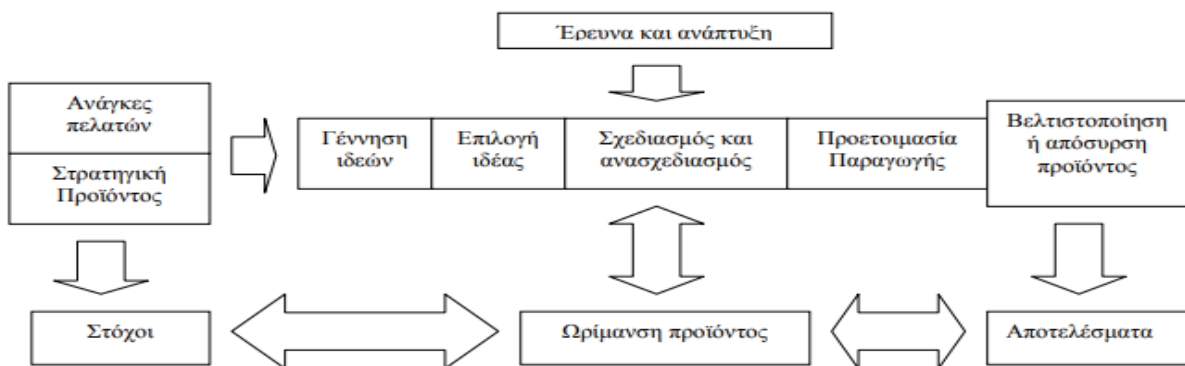 Έρευνα και ανάπτυξη
Ανάγκες
πελατών
Στρατηγική
Προϊόντος
Γέννηση
ιδεών
Επιλογή
ιδέας
Σχεδιασμός και
ανασχεδιασμός
Προετοιμασία
Παραγωγής
Βελτιστοποίηση
ή απόσυρση
προϊόντος
Στόχοι
Ωρίμανση προϊόντος
Αποτελέσματα